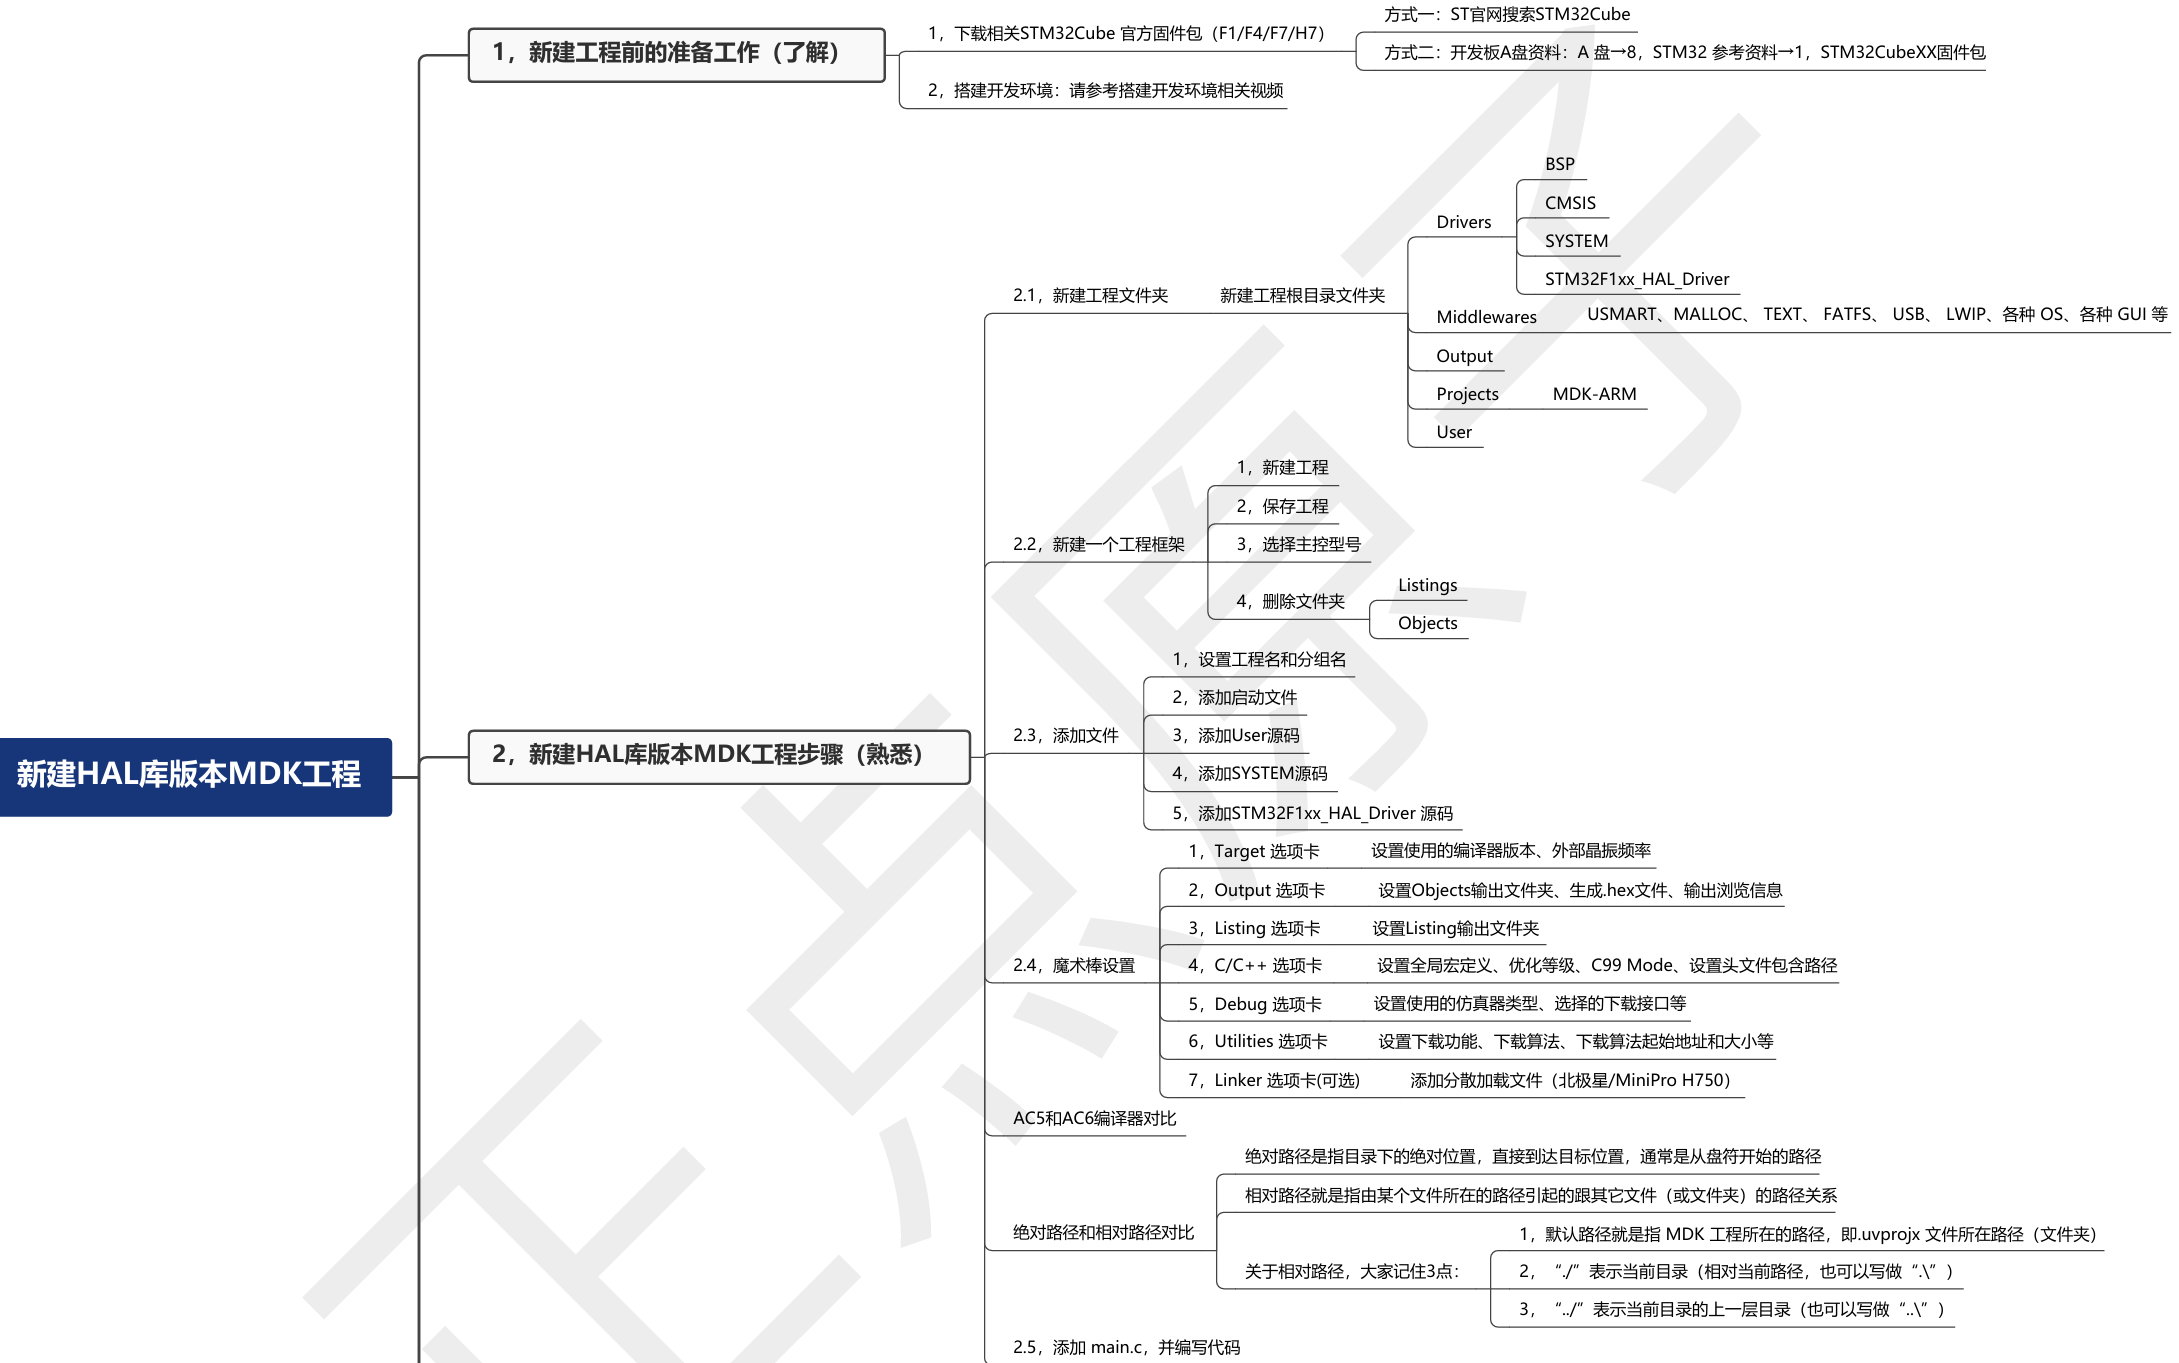 新建HAL库版本MDK工程
1，新建工程前的准备工作（了解）
1，下载相关STM32Cube 官方固件包（F1/F4/F7/H7）
方式一：ST官网搜索STM32Cube
方式二：开发板A盘资料：A 盘→8，STM32 参考资料→1，STM32CubeXX固件包
2，搭建开发环境：请参考搭建开发环境相关视频
2，新建HAL库版本MDK工程步骤（熟悉）
2.1，新建工程文件夹
新建工程根目录文件夹
Drivers
BSP
CMSIS
SYSTEM
STM32F1xx_HAL_Driver
Middlewares
USMART、MALLOC、 TEXT、 FATFS、 USB、 LWIP、各种 OS、各种 GUI 等
Output
Projects
MDK-ARM
User
2.2，新建一个工程框架
1，新建工程
2，保存工程
3，选择主控型号
4，删除文件夹
Listings
Objects
2.3，添加文件
1，设置工程名和分组名
2，添加启动文件
3，添加User源码
4，添加SYSTEM源码
5，添加STM32F1xx_HAL_Driver 源码
2.4，魔术棒设置
1，Target 选项卡
设置使用的编译器版本、外部晶振频率
2，Output 选项卡
设置Objects输出文件夹、生成.hex文件、输出浏览信息
3，Listing 选项卡
设置Listing输出文件夹
4，C/C++ 选项卡
设置全局宏定义、优化等级、C99 Mode、设置头文件包含路径
5，Debug 选项卡
设置使用的仿真器类型、选择的下载接口等
6，Utilities 选项卡
设置下载功能、下载算法、下载算法起始地址和大小等
7，Linker 选项卡(可选)
添加分散加载文件（北极星/MiniPro H750）
AC5和AC6编译器对比
绝对路径和相对路径对比
绝对路径是指目录下的绝对位置，直接到达目标位置，通常是从盘符开始的路径
相对路径就是指由某个文件所在的路径引起的跟其它文件（或文件夹）的路径关系
关于相对路径，大家记住3点：
1，默认路径就是指 MDK 工程所在的路径，即.uvprojx 文件所在路径（文件夹）
2，“./”表示当前目录（相对当前路径，也可以写做“.\”）
3，“../”表示当前目录的上一层目录（也可以写做“..\”）
2.5，添加 main.c，并编写代码
正点原子